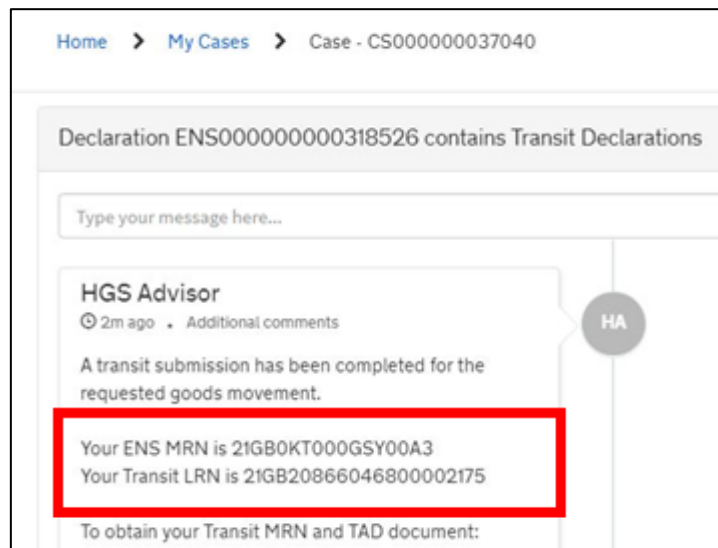 Home > My Cases > Case - CS000000037040
Declaration ENS000000000318526 contains Transit Declarations
Type your message here...
HGS Advisor
2m ago . Additional comments
HA
A transit submission has been completed for the
requested goods movement.
Your ENS MRN is 21GB0KT000GSY00A3
Your Transit LRN is 21GB20866046800002175
To obtain your Transit MRN and TAD document: